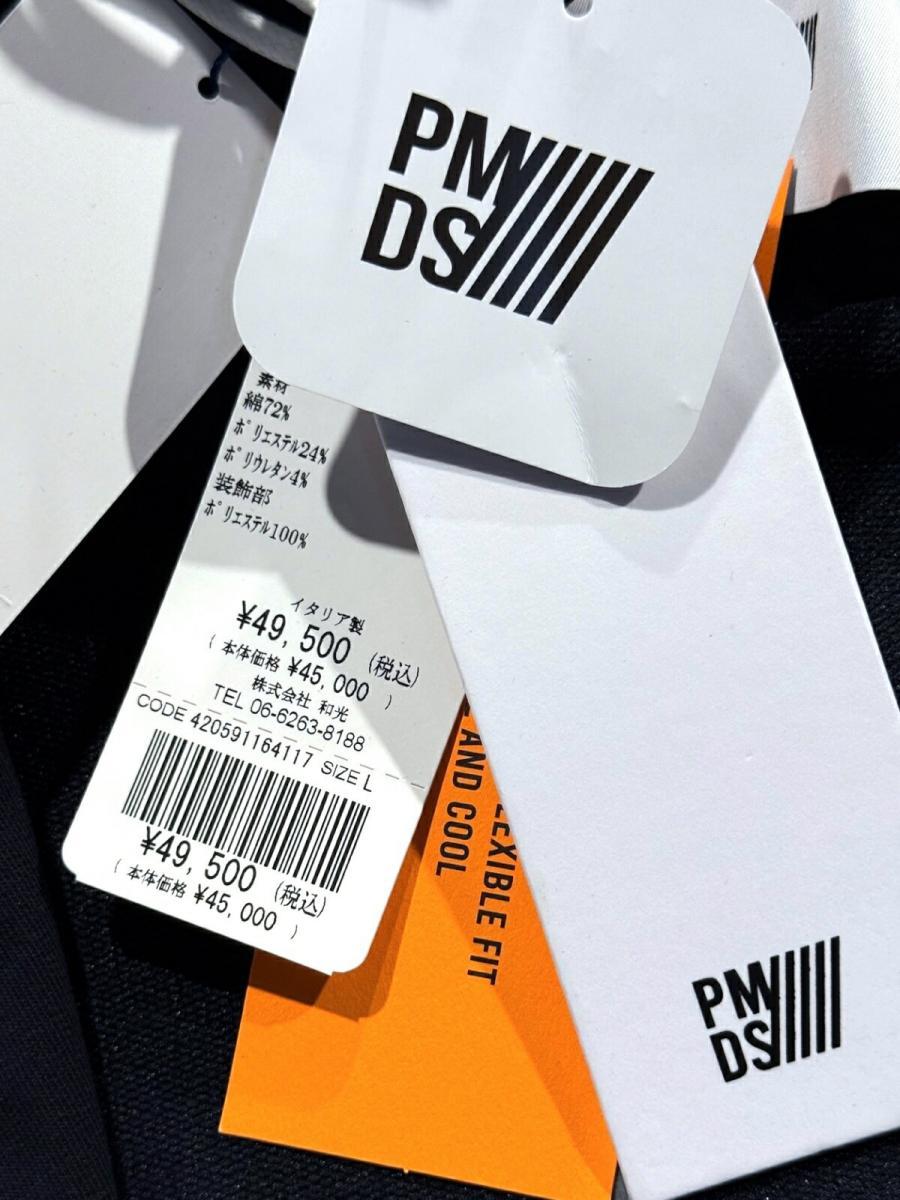 PM
DS
素材
綿72%
ポリエステル24%
ポリウレタン4%
装飾部
ポリエステル100%
イタリア製
¥49,500 (税込)
(本体価格 ¥45,000 )
株式会社 和光
TEL 06-6263-8188
CODE 420591164117 SIZE L
¥49,500 (税込)
(本体価格 ¥45,000 )
AND COOL
LEXIBLE FIT
PM
DS